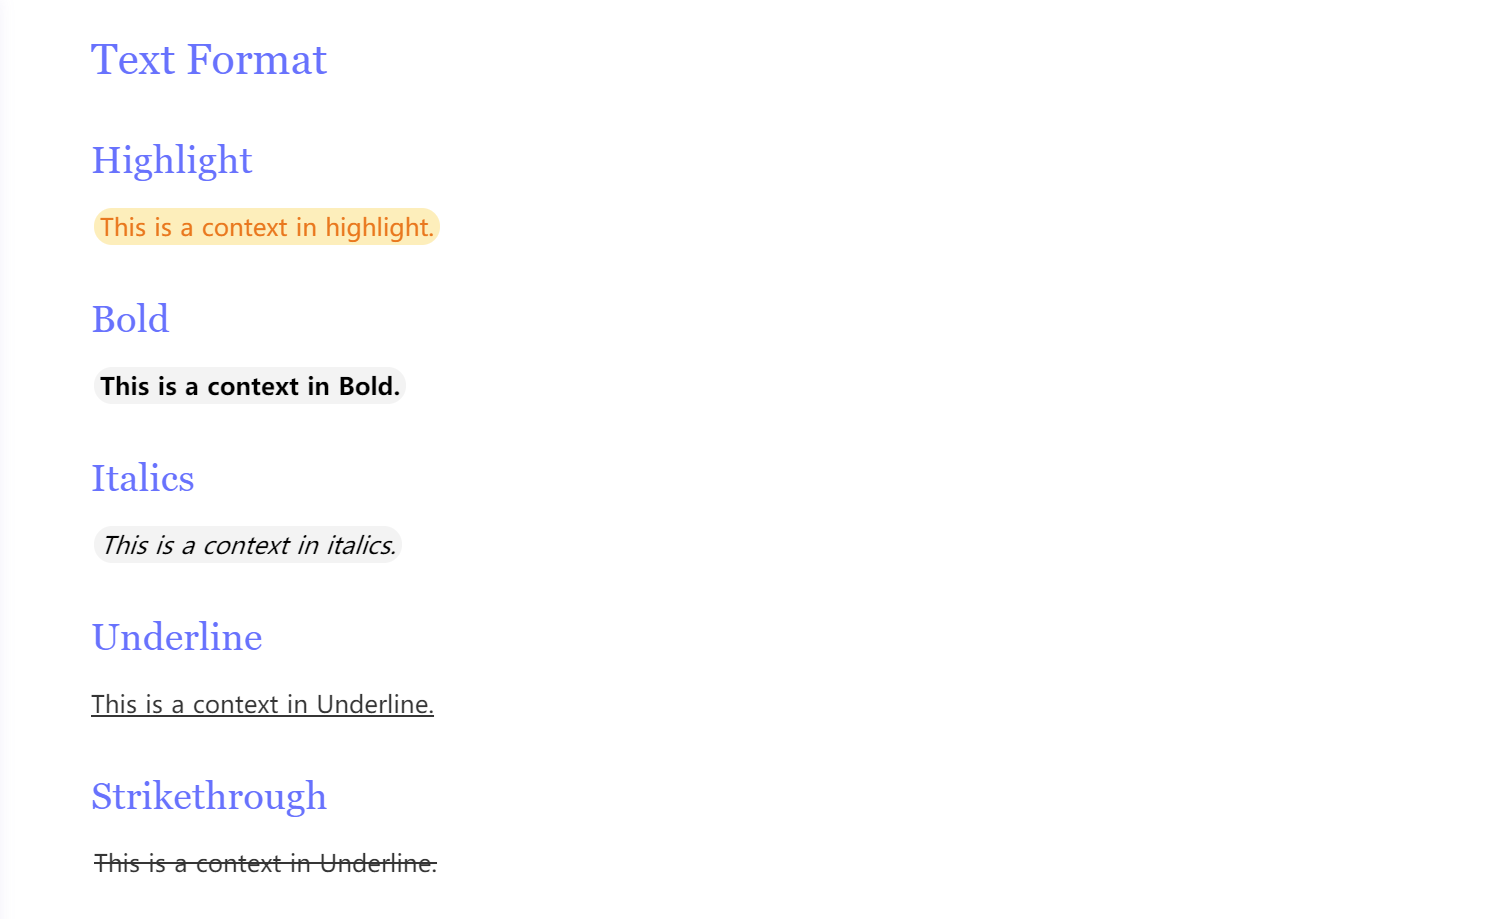 Text Format
Highlight
This is a context in highlight.
Bold
This is a context in Bold.
Italics
This is a context in italics.
Underline
This is a context in Underline.
Strikethrough
This is a context in Underline.